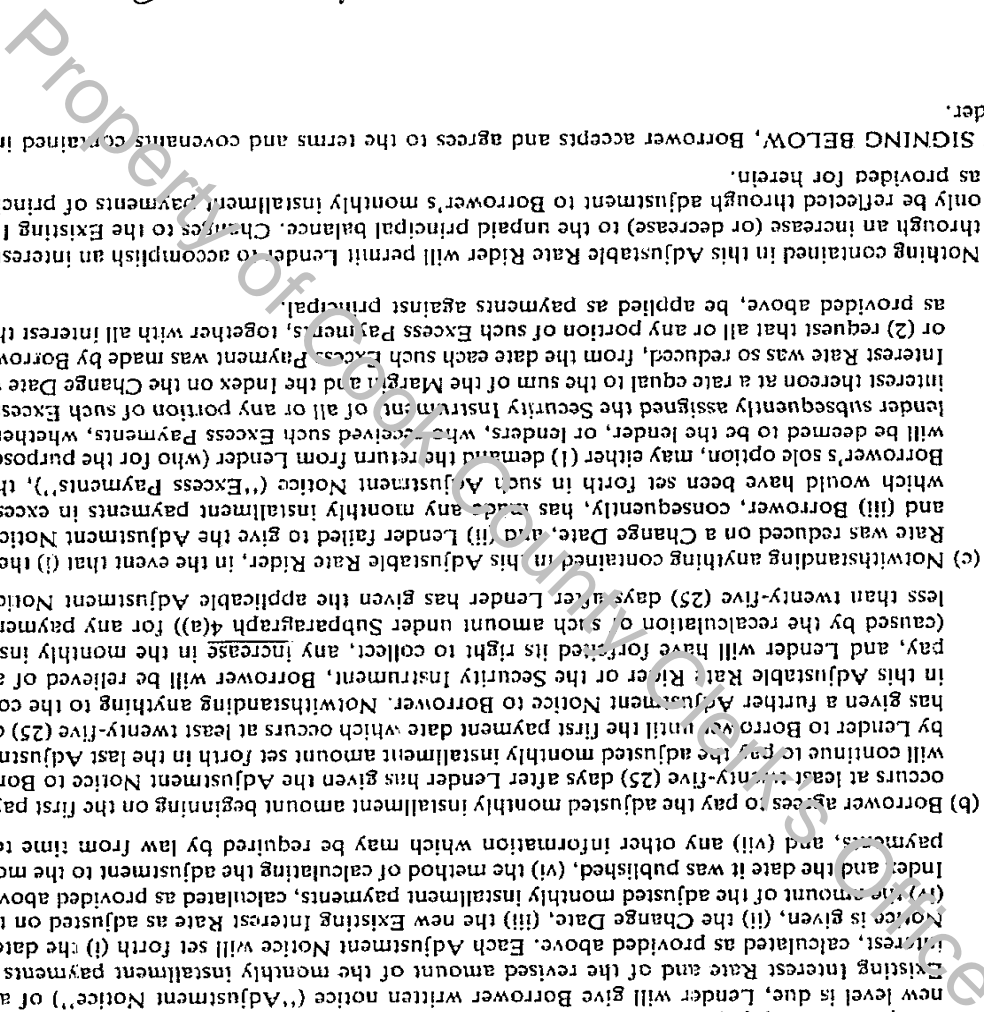 new level is due, Lender will give Borrower written notice ("Adjustment Notice") of a
Existing Interest Rate and of the revised amount of the monthly installment payments
interest, calculated as provided above. Each Adjustment Notice will set forth (i) the date
Notice is given, (ii) the Change Date, (iii) the new Existing Interest Rate as adjusted on
(iv) the amount of the adjusted monthly installment payments, calculated as provided above
Index and the date it was published, (vi) the method of calculating the adjustment to the mo
payments, and (vii) any other information which may be required by law from time to
(b) Borrower agrees to pay the adjusted monthly installment amount beginning on the first pay
occurs at least twenty-five (25) days after Lender has given the Adjustment Notice to Bor
will continue to pay the adjusted monthly installment amount set forth in the last Adjustm
by Lender to Borrower until the first payment date which occurs at least twenty-five (25)
has given a further Adjustment Notice to Borrower. Notwithstanding anything to the co
in this Adjustable Rate Rider or the Security Instrument, Borrower will be relieved of a
pay, and Lender will have forfeited its right to collect, any increase in the monthly ins
(caused by the recalculation of such amount under Subparagraph 4(a)) for any paymen
less than twenty-five (25) days after Lender has given the applicable Adjustment Notic
(c) Notwithstanding anything contained in this Adjustable Rate Rider, in the event that (i) the
Rate was reduced on a Change Date, and (ii) Lender failed to give the Adjustment Notic
and (iii) Borrower, consequently, has made any monthly installment payments in exces
which would have been set forth in such Adjustment Notice ("Excess Payments"), th
Borrower's sole option, may either (1) demand the return from Lender (who for the purpose
will be deemed to be the lender, or lenders, who received such Excess Payments, whether
lender subsequently assigned the Security Instrument of all or any portion of such Excess
interest thereon at a rate equal to the sum of the Margin and the Index on the Change Date
Interest Rate was so reduced, from the date each such Excess Payment was made by Borrow
or (2) request that all or any portion of such Excess Payments, together with all interest th
as provided above, be applied as payments against principal.
Nothing contained in this Adjustable Rate Rider will permit Lender to accomplish an interest
through an increase (or decrease) to the unpaid principal balance. Changes to the Existing I
only be reflected through adjustment to Borrower's monthly installment payments of princ
as provided for herein.
SIGNING BELOW, Borrower accepts and agrees to the terms and covenants contained i
der.
Property of Cook County Clerk's Office